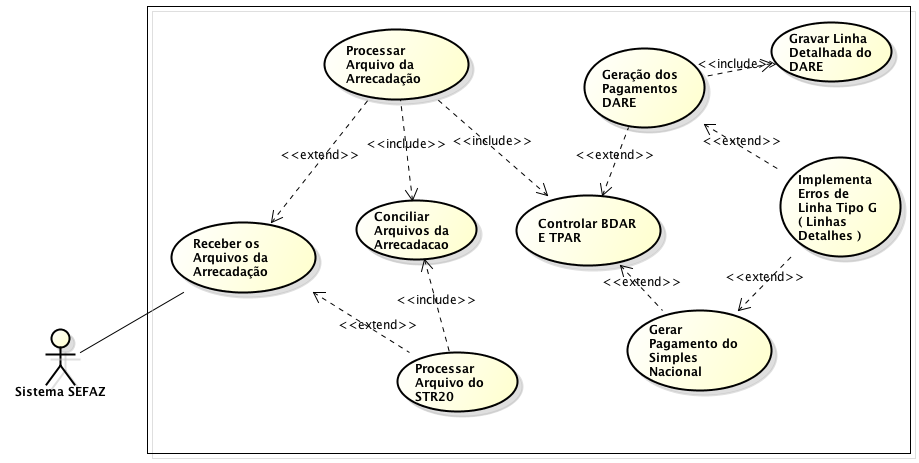 Processar
Arquivo da
Arrecadação
Geração dos
Pagamentos
DARE
<<include>>
Gravar Linha
Detalhada do
DARE
<<extend>>
<<include>>
<<include>>
<<extend>>
<<extend>>
Implementa
Erros de
Linha Tipo G
( Linhas
Detalhes )
Receber os
Arquivos da
Arrecadação
Conciliar
Arquivos da
Arrecadacao
Controlar BDAR
E TPAR
<<include>>
<<extend>>
<<extend>>
<<extend>>
Gerar
Pagamento do
Simples
Nacional
Processar
Arquivo do
STR20
Sistema SEFAZ